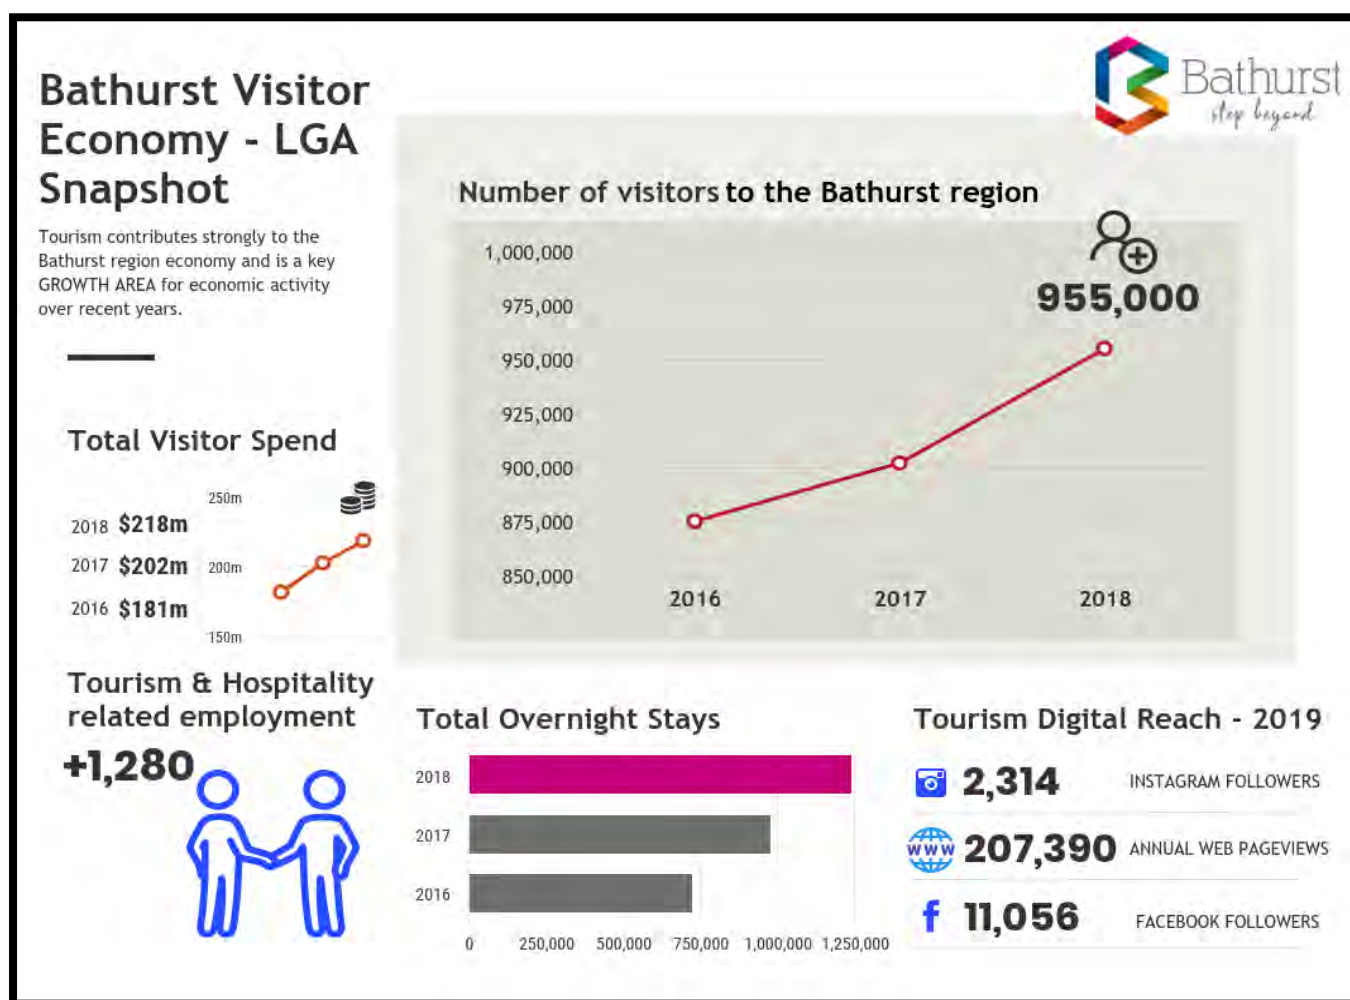 Bathurst Visitor
Economy - LGA
Snapshot
Tourism contributes strongly to the
Bathurst region economy and is a key
GROWTH AREA for economic activity
over recent years.
Bathurst
step beyond
Number of visitors to the Bathurst region
1,000,000
975,000
950,000
925,000
900,000
875,000
850,000
955,000
2016 2017 2018
Total Visitor Spend
2018 $218m
2017 $202m
2016 $181m
250m
200m
150m
Tourism & Hospitality
related employment
+1,280
Total Overnight Stays
2018
2017
2016
0 250,000 500,000 750,000 1,000,000 1,250,000
Tourism Digital Reach - 2019
2,314 INSTAGRAM FOLLOWERS
www 207,390 ANNUAL WEB PAGEVIEWS
f 11,056 FACEBOOK FOLLOWERS